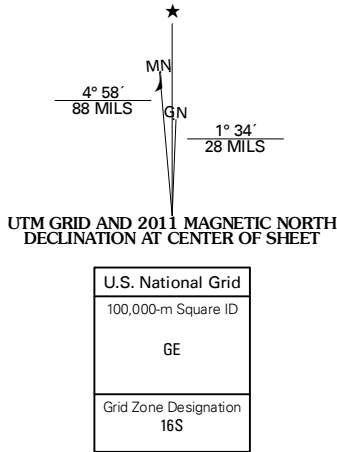 ★
MN
4° 58´
88 MILS
GN
1° 34´
28 MILS
UTM GRID AND 2011 MAGNETIC NORTH
DECLINATION AT CENTER OF SHEET
U.S. National Grid
100,000-m Square ID
GE
Grid Zone Designation
16S